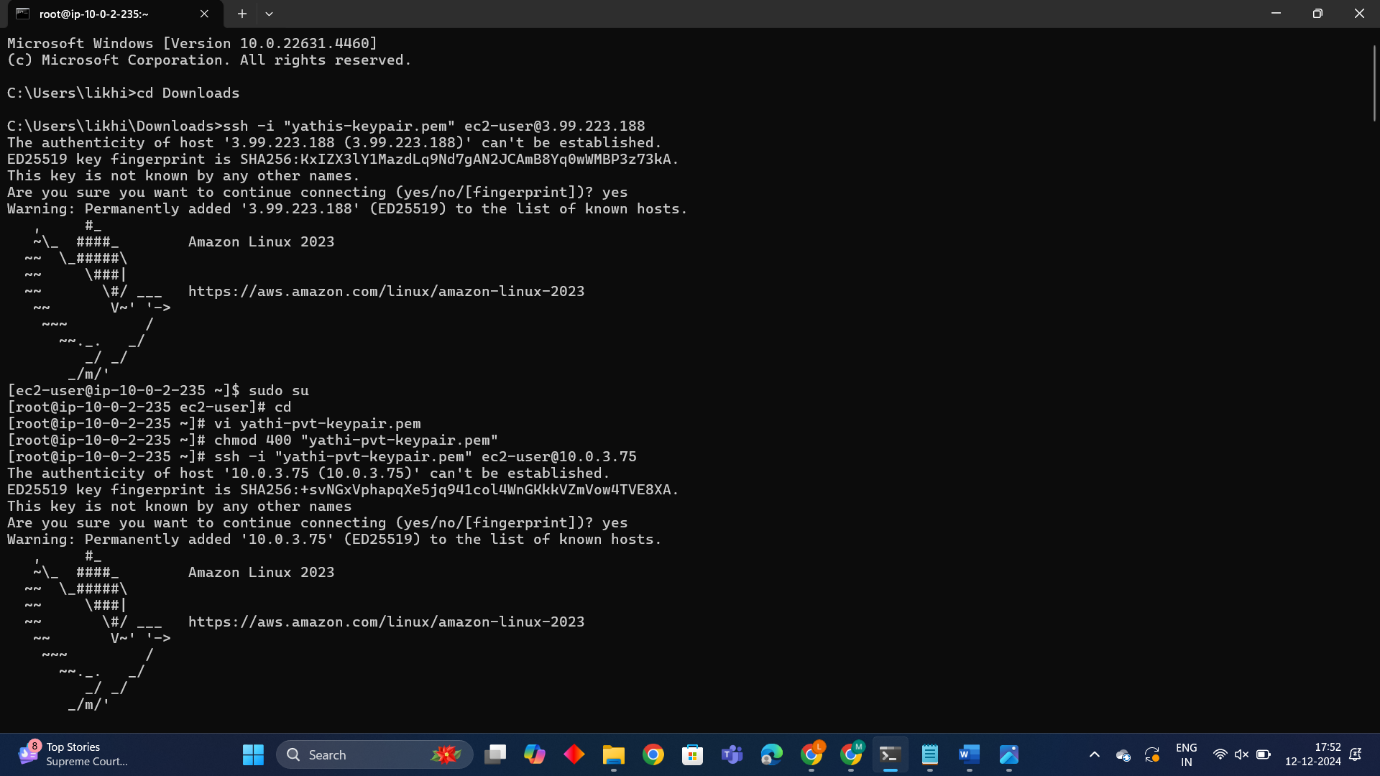 root@ip-10-0-2-235:~
Microsoft Windows [Version 10.0.22631.4460]
(c) Microsoft Corporation. All rights reserved.
C:\Users\likhi>cd Downloads
C:\Users\likhi\Downloads>ssh -i "yathis-keypair.pem" ec2-user@3.99.223.188
The authenticity of host '3.99.223.188 (3.99.223.188)' can't be established.
ED25519 key fingerprint is SHA256:KxIZX3lY1MazdLq9Nd7gAN2JCAmB8Yq0wWMBP3z73kA.
This key is not known by any other names.
Are you sure you want to continue connecting (yes/no/[fingerprint])? yes
Warning: Permanently added '3.99.223.188' (ED25519) to the list of known hosts.
   ,     #_
   ~\_  ####_        Amazon Linux 2023
  ~~  \_#####\
  ~~     \###|
  ~~       \#/ ___   https://aws.amazon.com/linux/amazon-linux-2023
   ~~       V~' '->
    ~~~         /
      ~~._.   _/
         _/ _/
       _/m/'
[ec2-user@ip-10-0-2-235 ~]$ sudo su
[root@ip-10-0-2-235 ec2-user]# cd
[root@ip-10-0-2-235 ~]# vi yathi-pvt-keypair.pem
[root@ip-10-0-2-235 ~]# chmod 400 "yathi-pvt-keypair.pem"
[root@ip-10-0-2-235 ~]# ssh -i "yathi-pvt-keypair.pem" ec2-user@10.0.3.75
The authenticity of host '10.0.3.75 (10.0.3.75)' can't be established.
ED25519 key fingerprint is SHA256:+svNGxVphapqXe5jq941col4WnGKkkVZmVow4TVE8XA.
This key is not known by any other names
Are you sure you want to continue connecting (yes/no/[fingerprint])? yes
Warning: Permanently added '10.0.3.75' (ED25519) to the list of known hosts.
   ,     #_
   ~\_  ####_        Amazon Linux 2023
  ~~  \_#####\
  ~~     \###|
  ~~       \#/ ___   https://aws.amazon.com/linux/amazon-linux-2023
   ~~       V~' '->
    ~~~         /
      ~~._.   _/
         _/ _/
       _/m/'
8
Top Stories
Supreme Court...
Search
L
M
ENG
IN
17:52
12-12-2024